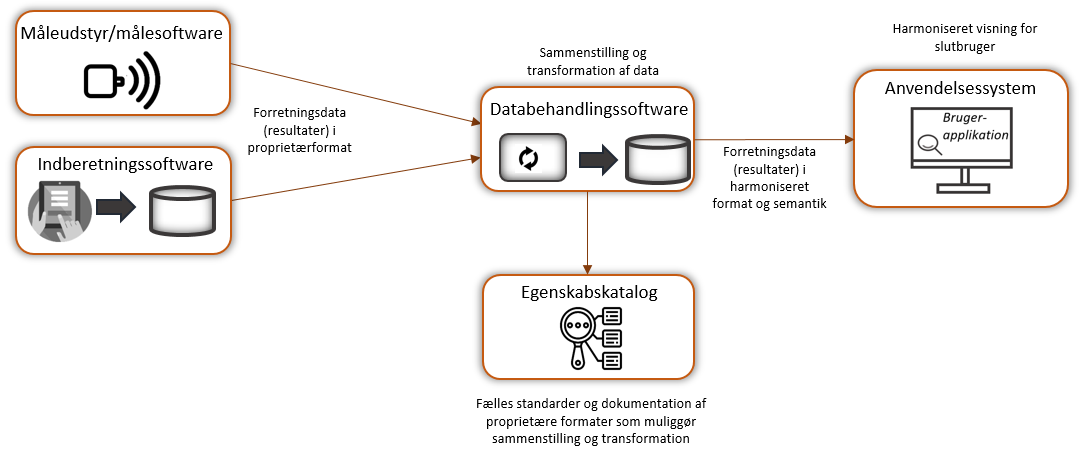 Måleudstyr/målesoftware
Indberetningssoftware
Forretningsdata
(resultater) i
proprietærformat
Sammenstilling og
transformation af data
Databehandlingssoftware
Forretningsdata
(resultater) i
harmoniseret
format og semantik
Harmoniseret visning for
slutbruger
Anvendelsessystem
Bruger-
applikation
Egenskabskatalog
Fælles standarder og dokumentation af
proprietære formater som muliggør
sammenstilling og transformation